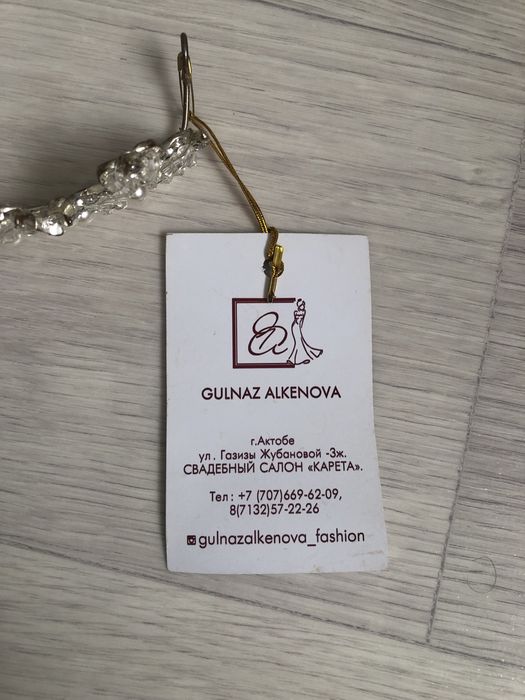 GULNAZ ALKENOVA
г.Актобе
ул. Газизы Жубановой -3ж.
СВАДЕБНЫЙ САЛОН «КАРЕТА».
Тел: +7 (707)669-62-09,
8(7132)57-22-26
gulnazalkenova_fashion